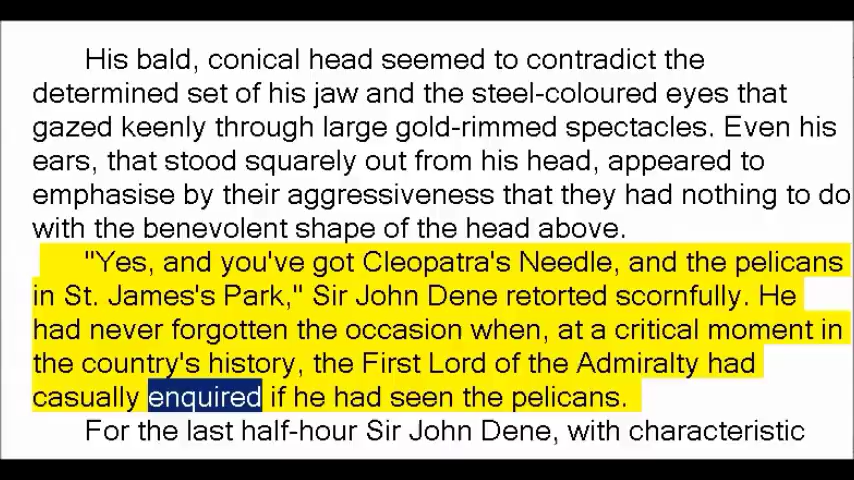 His bald, conical head seemed to contradict the
determined set of his jaw and the steel-coloured eyes that
gazed keenly through large gold-rimmed spectacles. Even his
ears, that stood squarely out from his head, appeared to
emphasise by their aggressiveness that they had nothing to do
with the benevolent shape of the head above.
"Yes, and you've got Cleopatra's Needle, and the pelicans
in St. James's Park," Sir John Dene retorted scornfully. He
had never forgotten the occasion when, at a critical moment in
the country's history, the First Lord of the Admiralty had
casually enquired if he had seen the pelicans.
For the last half-hour Sir John Dene, with characteristic